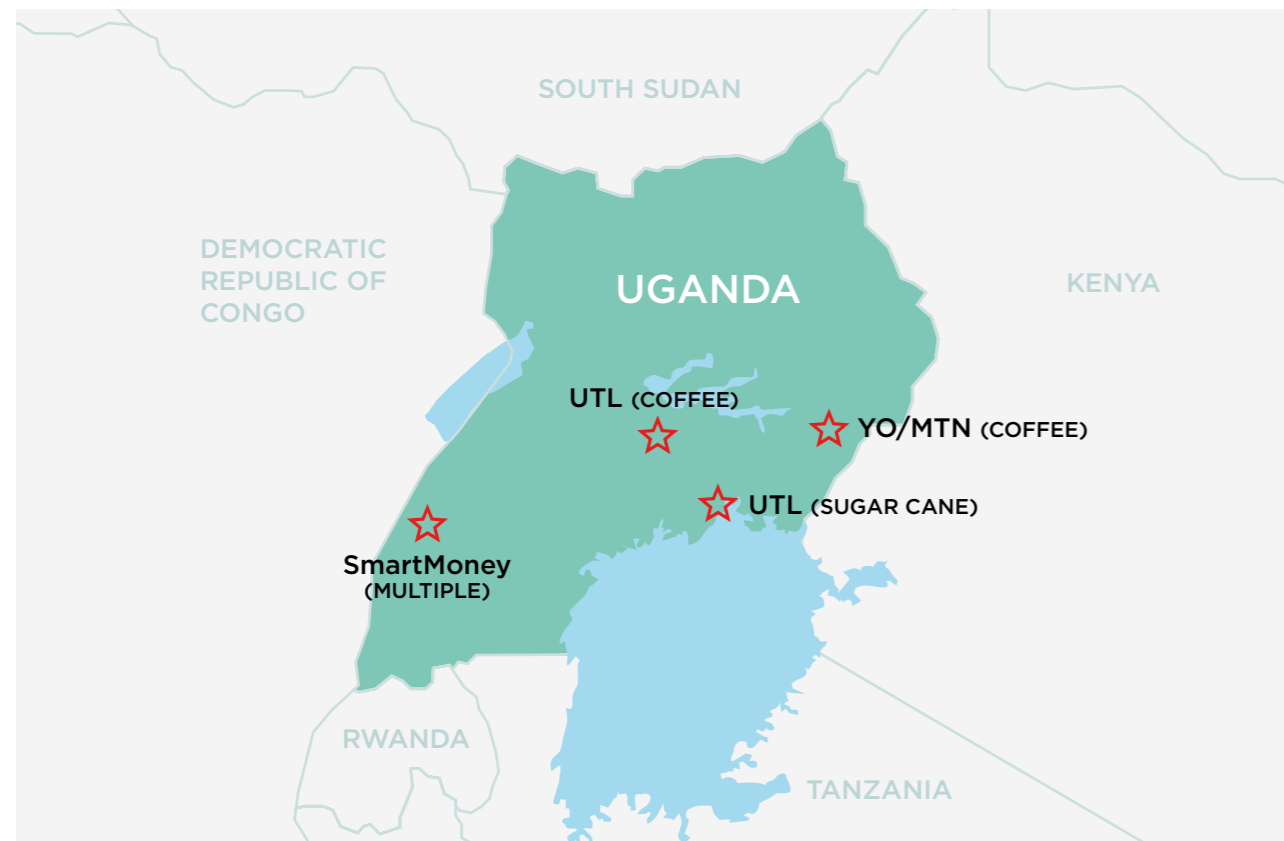 SOUTH SUDAN
DEMOCRATIC
REPUBLIC OF
CONGO
UGANDA
KENYA
UTL (COFFEE)
YO/MTN (COFFEE)
UTL (SUGAR CANE)
SmartMoney
(MULTIPLE)
RWANDA
TANZANIA